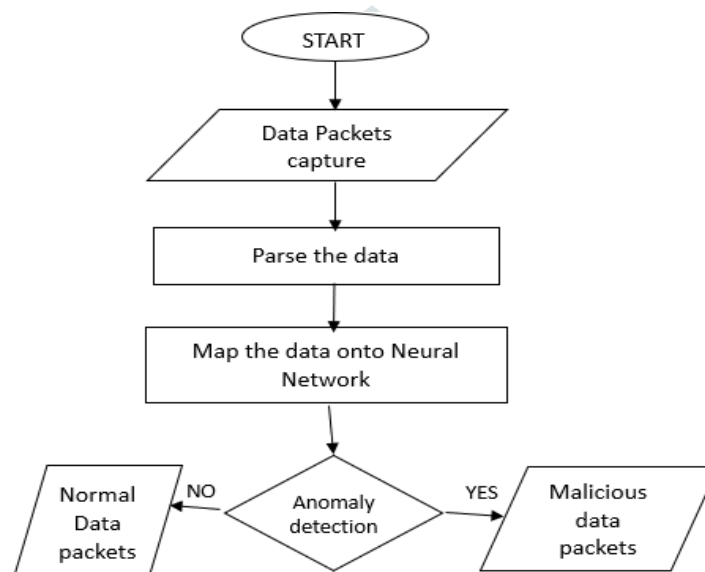 START
Data Packets
capture
Parse the data
Map the data onto Neural
Network
Anomaly
detection
NO
Normal
Data
packets
YES
Malicious
data
packets